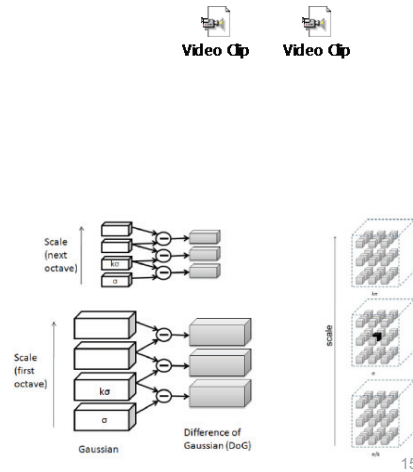 Video Clip Video Clip
Scale
(next
octave)
kσ
σ
Scale
(first
octave)
kσ
σ
Gaussian
Difference of
Gaussian (DoG)
scale
kσ
σ
σ/k
15